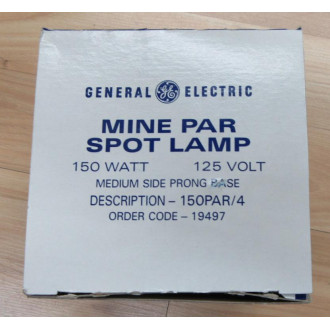 GENERAL GE ELECTRIC
MINE PAR
SPOT LAMP
150 WATT 125 VOLT
MEDIUM SIDE PRONG BASE
DESCRIPTION - 150PAR/4
ORDER CODE - 19497